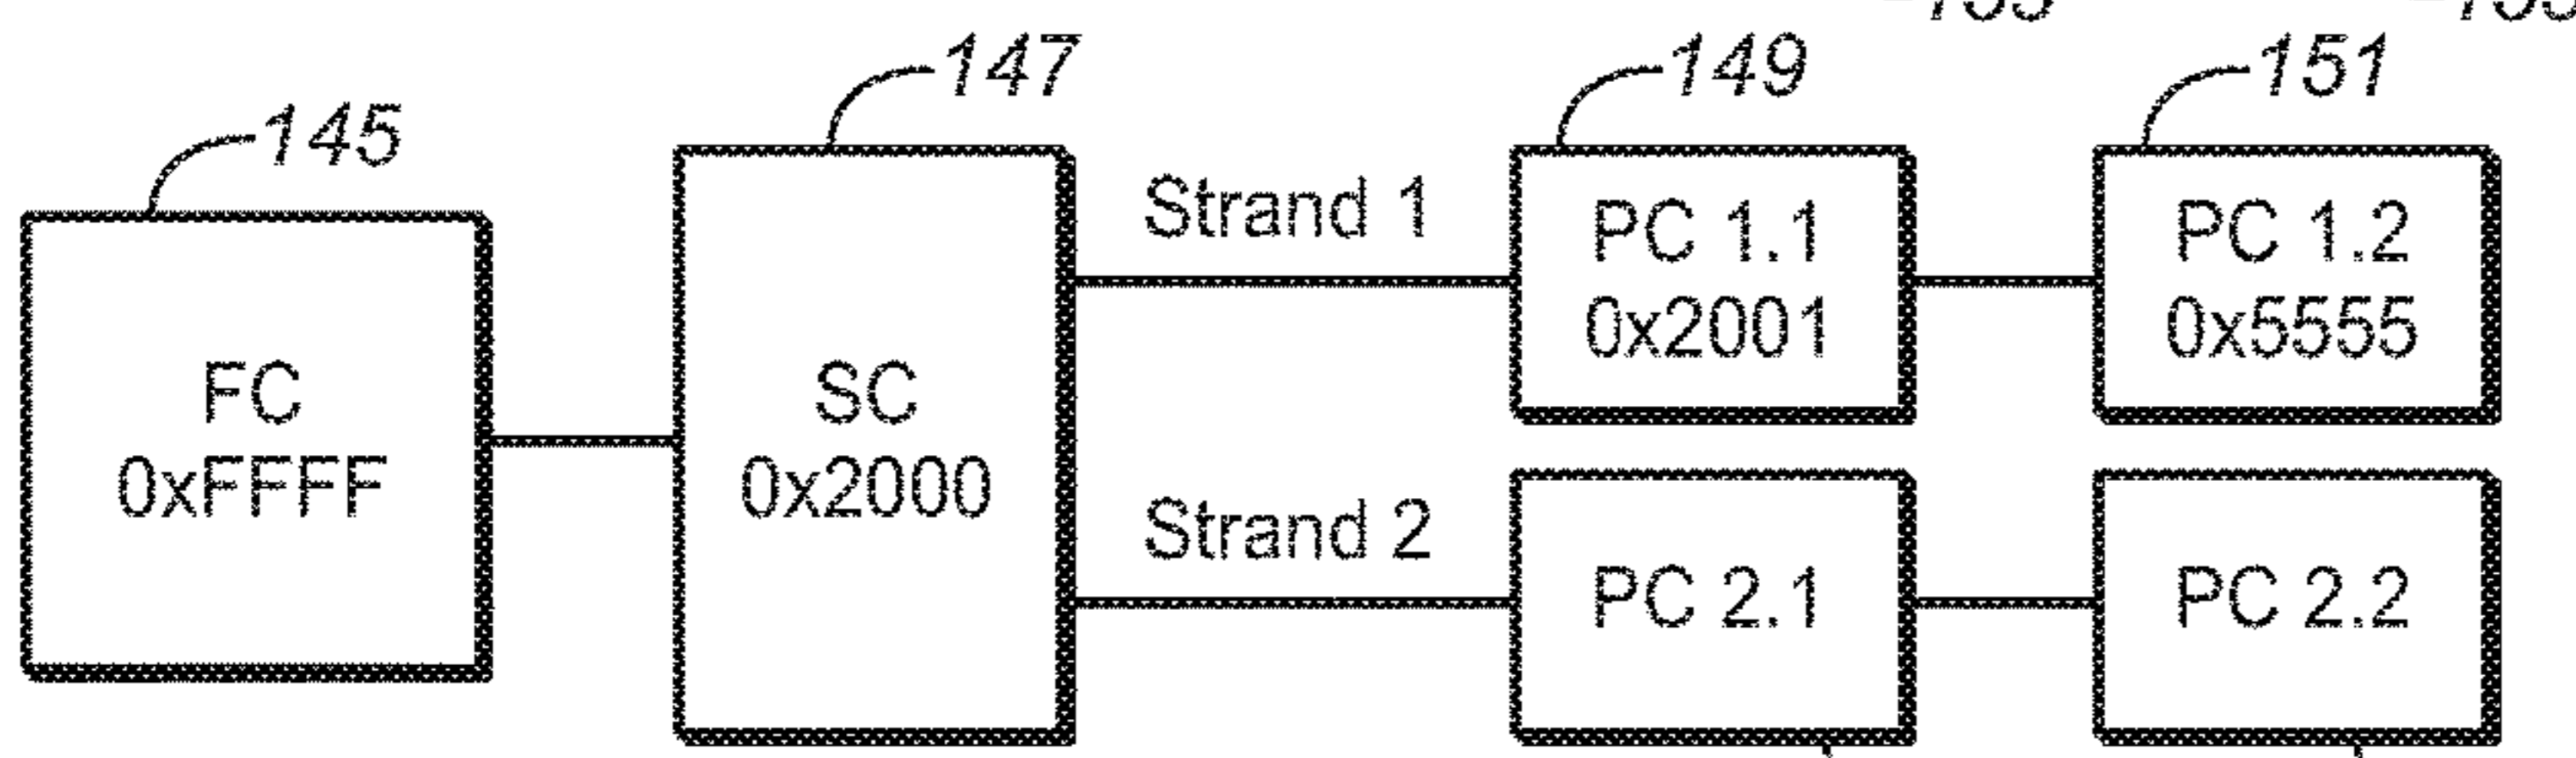 147
149
151
145
Strand 1
PC 1.1
0x2001
PC 1.2
0x5555
FC
0xFFFF
SC
0x2000
Strand 2
PC 2.1
PC 2.2